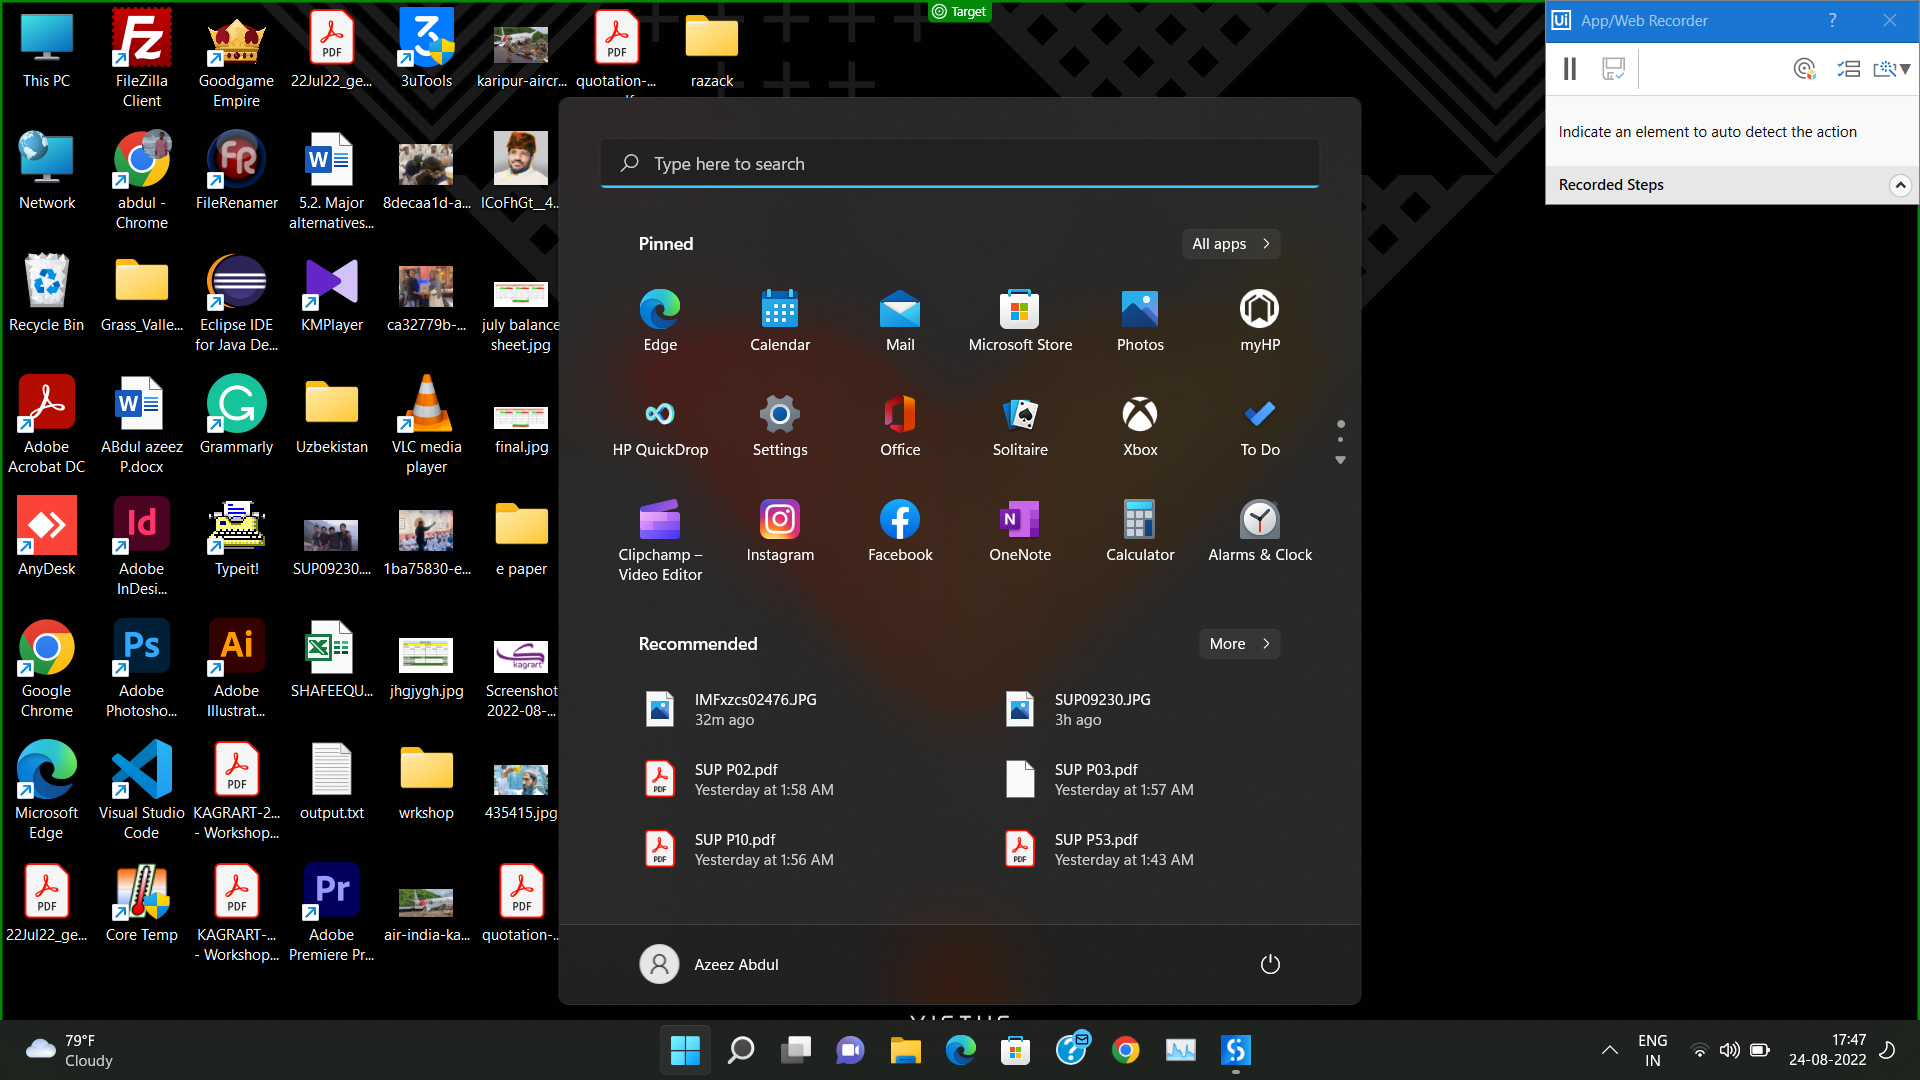 Target
This PC
FileZilla
Client
Goodgame
Empire
22Jul22_ge...
3uTools
karipur-aircr...
quotation-...
razack
Network
abdul -
Chrome
FileRenamer
5.2. Major
alternatives...
8decaa1d-a...
ICoFhGt__4...
Recycle Bin
Grass_Valle...
Eclipse IDE
for Java De...
KMPlayer
ca32779b-...
july balance
sheet.jpg
Adobe
Acrobat DC
ABdul azeez
P.docx
Grammarly
Uzbekistan
VLC media
player
final.jpg
AnyDesk
Adobe
InDesi...
Typeit!
SUP09230....
1ba75830-e...
e paper
Google
Chrome
Adobe
Photosho...
Adobe
Illustrat...
SHAFEEQU...
jhgjygh.jpg
kagrart
Screenshot
2022-08-...
Microsoft
Edge
Visual Studio
Code
KAGRART-2...
- Workshop...
output.txt
wrkshop
435415.jpg
22Jul22_ge...
Core Temp
KAGRART-...
- Workshop...
Adobe
Premiere Pr...
air-india-ka...
quotation-...
Type here to search
Pinned
All apps
Edge
Calendar
Mail
Microsoft Store
Photos
myHP
HP QuickDrop
Settings
Office
Solitaire
Xbox
To Do
Clipchamp –
Video Editor
Instagram
Facebook
OneNote
Calculator
Alarms & Clock
Recommended
More
IMFxzcs02476.JPG
32m ago
SUP09230.JPG
3h ago
SUP P02.pdf
Yesterday at 1:58 AM
SUP P03.pdf
Yesterday at 1:57 AM
SUP P10.pdf
Yesterday at 1:56 AM
SUP P53.pdf
Yesterday at 1:43 AM
Azeez Abdul
Ui App/Web Recorder
?
Indicate an element to auto detect the action
Recorded Steps
79°F
Cloudy
ENG
IN
17:47
24-08-2022